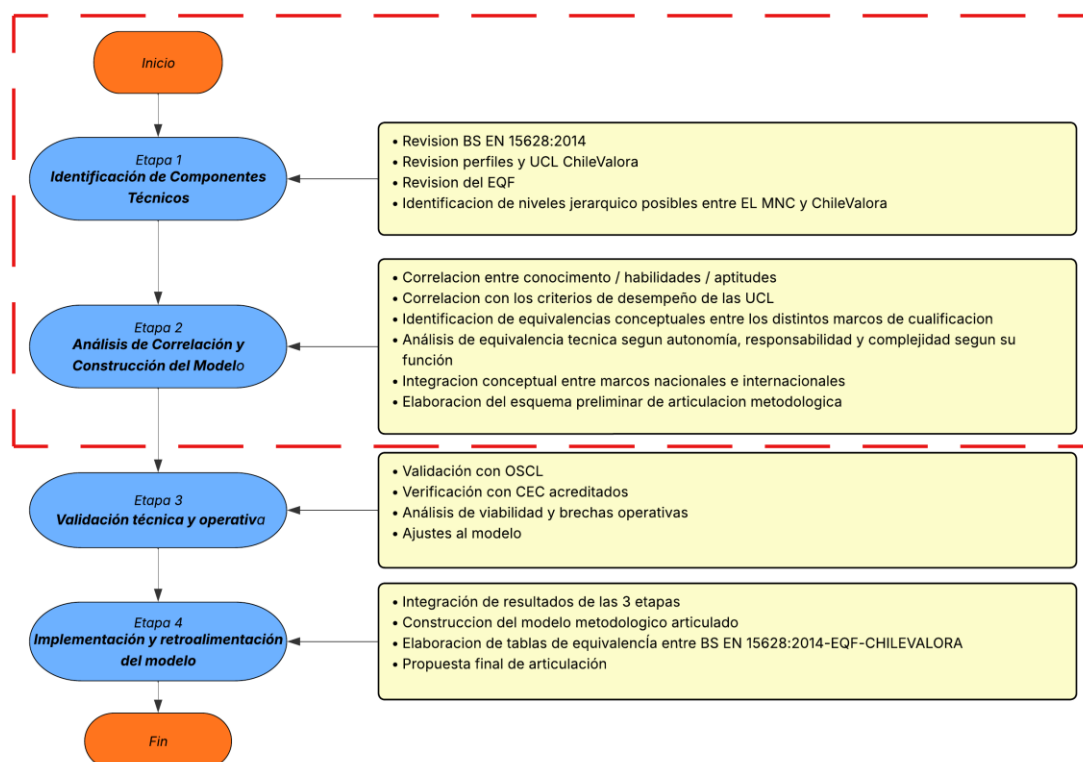 Inicio
Etapa 1
Identificación de Componentes
Técnicos
• Revision BS EN 15628:2014
• Revision perfiles y UCL ChileValora
• Revision del EQF
• Identificacion de niveles jerarquico posibles entre EL MNC y ChileValora
Etapa 2
Análisis de Correlación y
Construcción del Modelo
• Correlacion entre conocimento / habilidades / aptitudes
• Correlacion con los criterios de desempeño de las UCL
• Identificacion de equivalencias conceptuales entre los distintos marcos de cualificacion
• Análisis de equivalencia tecnica segun autonomía, responsabilidad y complejidad segun su
función
• Integracion conceptual entre marcos nacionales e internacionales
• Elaboracion del esquema preliminar de articulacion metodologica
Etapa 3
Validación técnica y operativa
• Validación con OSCL
• Verificación con CEC acreditados
• Análisis de viabilidad y brechas operativas
• Ajustes al modelo
Etapa 4
Implementación y retroalimentación
del modelo
• Integración de resultados de las 3 etapas
• Construccion del modelo metodologico articulado
• Elaboracion de tablas de equivalencÍa entre BS EN 15628:2014-EQF-CHILEVALORA
• Propuesta final de articulación
Fin